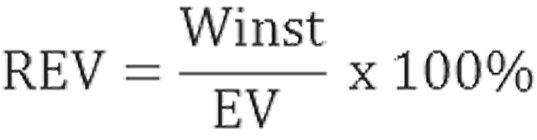 REV = Winst / EV x 100%